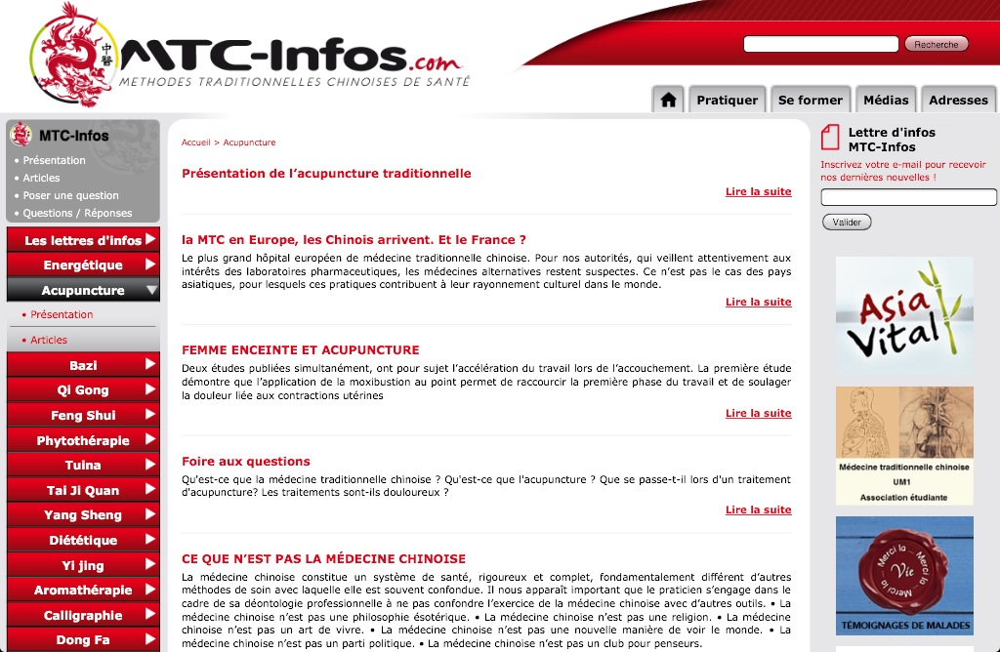 中醫
MTC-Infos.com
METHODES TRADITIONNELLES CHINOISES DE SANTÉ
Recherche
Pratiquer
Se former
Médias
Adresses
MTC-Infos
• Présentation
• Articles
• Poser une question
• Questions / Réponses
Les lettres d'infos
Energétique
Acupuncture
• Présentation
• Articles
Bazi
Qi Gong
Feng Shui
Phytothérapie
Tuina
Tai Ji Quan
Yang Sheng
Diététique
Yi jing
Aromathérapie
Calligraphie
Dong Fa
Accueil > Acupuncture
Présentation de l’acupuncture traditionnelle
Lire la suite
la MTC en Europe, les Chinois arrivent. Et le France ?
Le plus grand hôpital européen de médecine traditionnelle chinoise. Pour nos autorités, qui veillent attentivement aux
intérêts des laboratoires pharmaceutiques, les médecines alternatives restent suspectes. Ce n’est pas le cas des pays
asiatiques, pour lesquels ces pratiques contribuent à leur rayonnement culturel dans le monde.
Lire la suite
FEMME ENCEINTE ET ACUPUNCTURE
Deux études publiées simultanément, ont pour sujet l’accélération du travail lors de l’accouchement. La première étude
démontre que l’application de la moxibustion au point permet de raccourcir la première phase du travail et de soulager
la douleur liée aux contractions utérines
Lire la suite
Foire aux questions
Qu'est-ce que la médecine traditionnelle chinoise ? Qu'est-ce que l'acupuncture ? Que se passe-t-il lors d'un traitement
d'acupuncture? Les traitements sont-ils douloureux ?
Lire la suite
CE QUE N’EST PAS LA MÉDECINE CHINOISE
La médecine chinoise constitue un système de santé, rigoureux et complet, fondamentalement différent d’autres
méthodes de soin avec laquelle elle est souvent confondue. Il nous apparaît important que le praticien s’engage dans le
cadre de sa déontologie professionnelle à ne pas confondre l’exercice de la médecine chinoise avec d’autres outils. • La
médecine chinoise n’est pas une philosophie ésotérique. • La médecine chinoise n’est pas une religion. • La médecine
chinoise n’est pas un art de vivre. • La médecine chinoise n’est pas une nouvelle manière de voir le monde. • La
médecine chinoise n’est pas un parti politique. • La médecine chinoise n’est pas un club pour penseurs.
Lettre d'infos
MTC-Infos
Inscrivez votre e-mail pour recevoir
nos dernières nouvelles !
Valider
Asia
Vital
Médecine traditionnelle chinoise
UM1
Association étudiante
Merci la Vie
Merci la
TÉMOIGNAGES DE MALADES